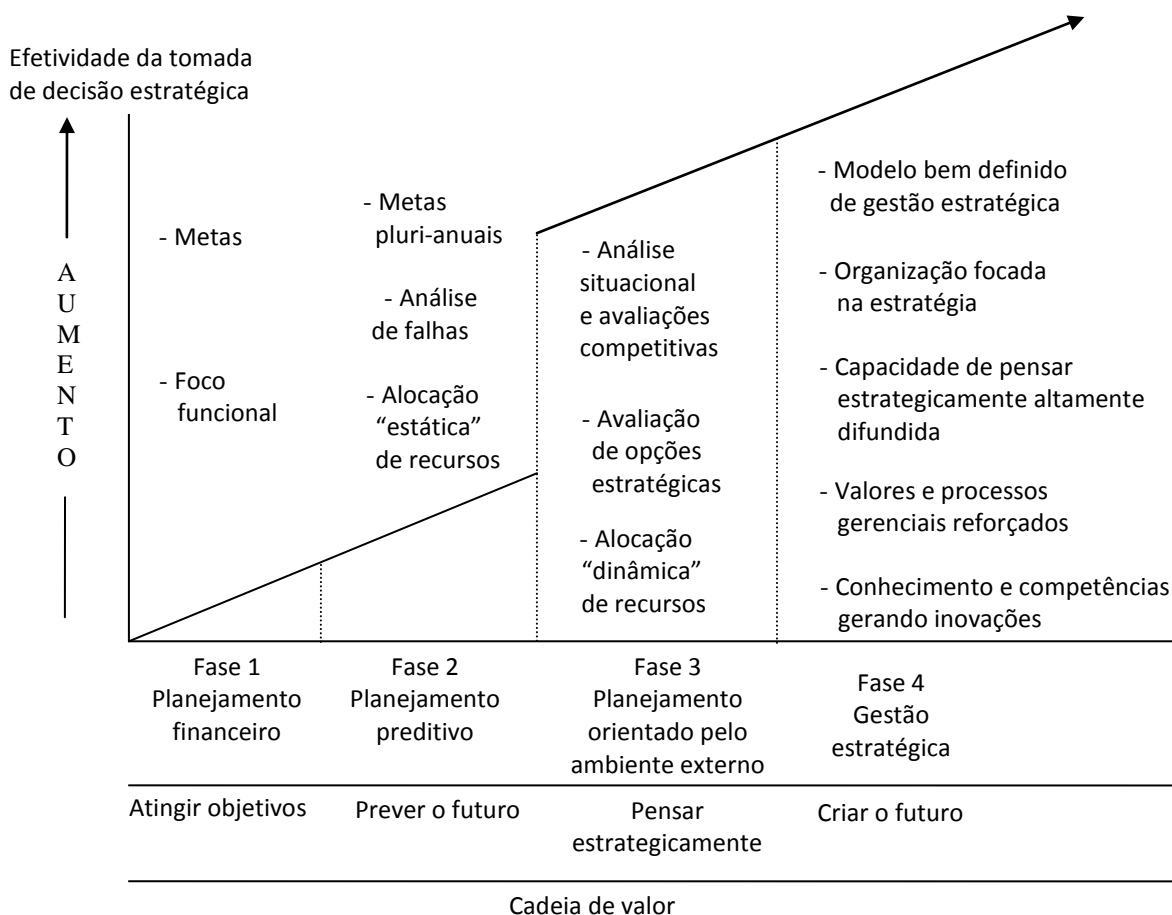 Efetividade da tomada
de decisão estratégica
A
U
M
E
N
T
O
- Metas
- Foco
funcional
- Metas
pluri-anuais
- Análise
de falhas
- Alocação
“estática”
de recursos
- Análise
situacional
e avaliações
competitivas
- Avaliação
de opções
estratégicas
- Alocação
“dinâmica”
de recursos
- Modelo bem definido
de gestão estratégica
- Organização focada
na estratégia
- Capacidade de pensar
estrategicamente altamente
difundida
- Valores e processos
gerenciais reforçados
- Conhecimento e competências
gerando inovações
Fase 1
Planejamento
financeiro
Fase 2
Planejamento
preditivo
Fase 3
Planejamento
orientado pelo
ambiente externo
Fase 4
Gestão
estratégica
Atingir objetivos
Prever o futuro
Pensar
estrategicamente
Criar o futuro
Cadeia de valor